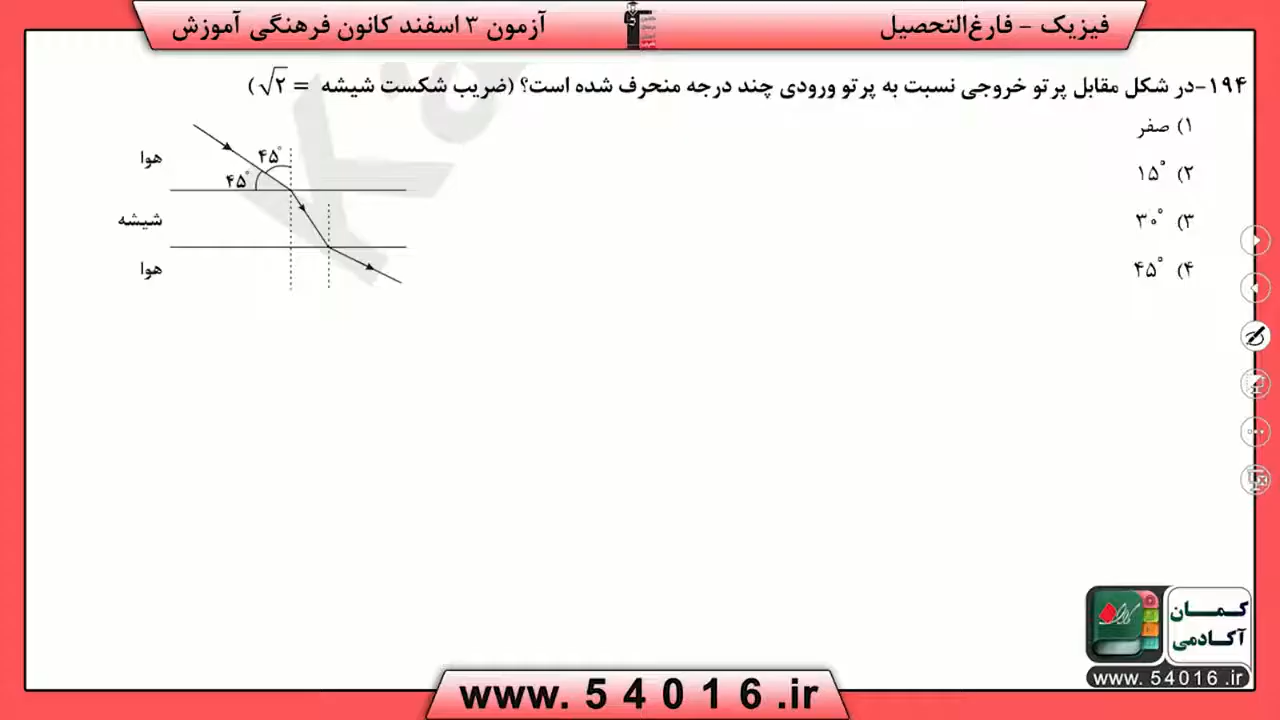 فیزیک - فارغ‌التحصیل
آزمون ۳ اسفند کانون فرهنگی آموزش
۱۹۴-در شکل مقابل پرتو خروجی نسبت به پرتو ورودی چند درجه منحرف شده است؟ (ضریب شکست شیشه = √۲)
۱) صفر
۲) ۱۵°
۳) ۳۰°
۴) ۴۵°
هوا
۴۵°
۴۵°
شیشه
هوا
کمان
آکادمی
www. 54016 .ir
www. 5 4 0 1 6 .ir